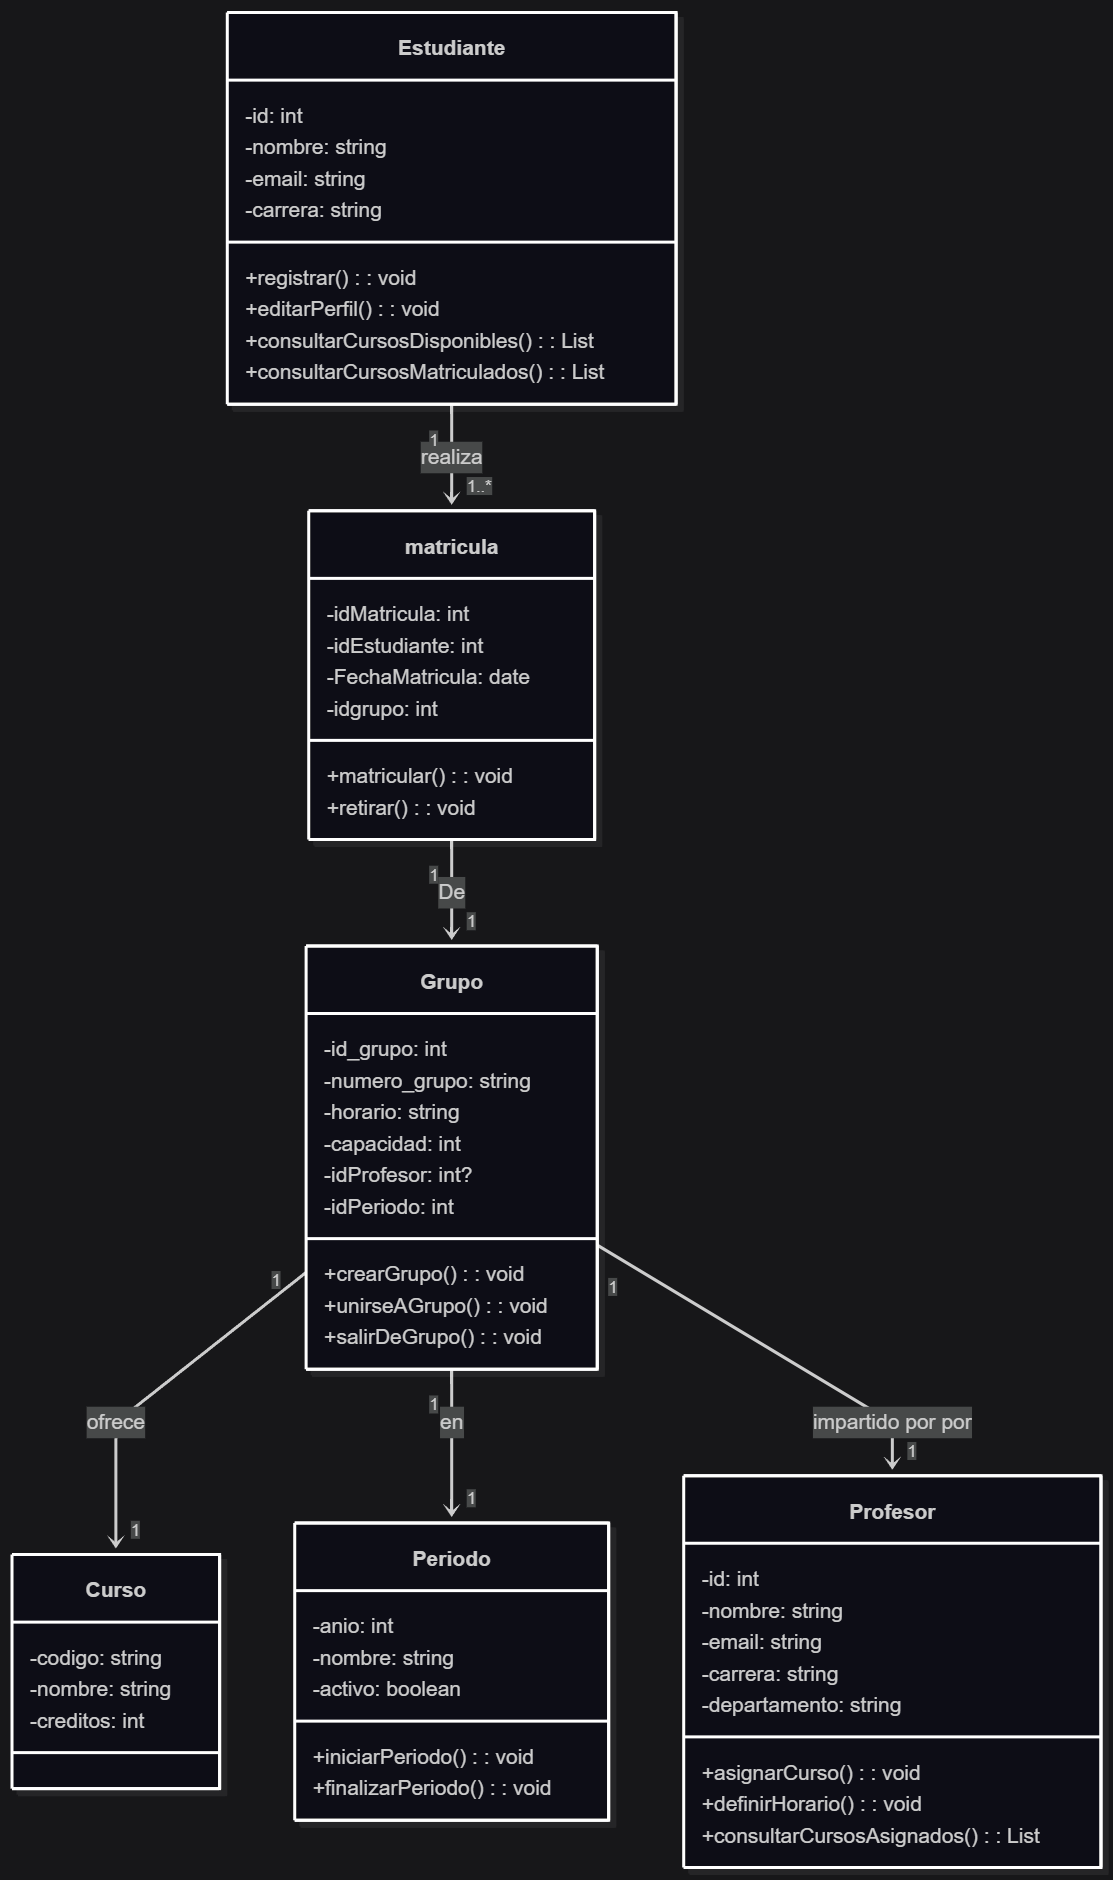 Estudiante
-id: int
-nombre: string
-email: string
-carrera: string
+registrar() : : void
+editarPerfil() : : void
+consultarCursosDisponibles() : : List
+consultarCursosMatriculados() : : List
1
realiza
1..*
matricula
-idMatricula: int
-idEstudiante: int
-FechaMatricula: date
-idgrupo: int
+matricular() : : void
+retirar() : : void
1
De
1
Grupo
-id_grupo: int
-numero_grupo: string
-horario: string
-capacidad: int
-idProfesor: int?
-idPeriodo: int
+crearGrupo() : : void
+unirseAGrupo() : : void
+salirDeGrupo() : : void
1
ofrece
1
1
en
1
1
impartido por por
1
Curso
-codigo: string
-nombre: string
-creditos: int
Periodo
-anio: int
-nombre: string
-activo: boolean
+iniciarPeriodo() : : void
+finalizarPeriodo() : : void
Profesor
-id: int
-nombre: string
-email: string
-carrera: string
-departamento: string
+asignarCurso() : : void
+definirHorario() : : void
+consultarCursosAsignados() : : List